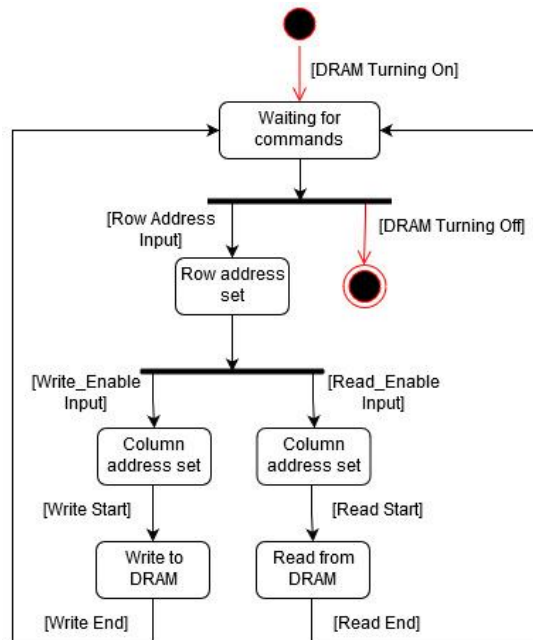 [DRAM Turning On]
Waiting for
commands
[Row Address
Input]
[DRAM Turning Off]
Row address
set
[Write_Enable
Input]
[Read_Enable
Input]
Column
address set
Column
address set
[Write Start]
[Read Start]
Write to
DRAM
Read from
DRAM
[Write End]
[Read End]